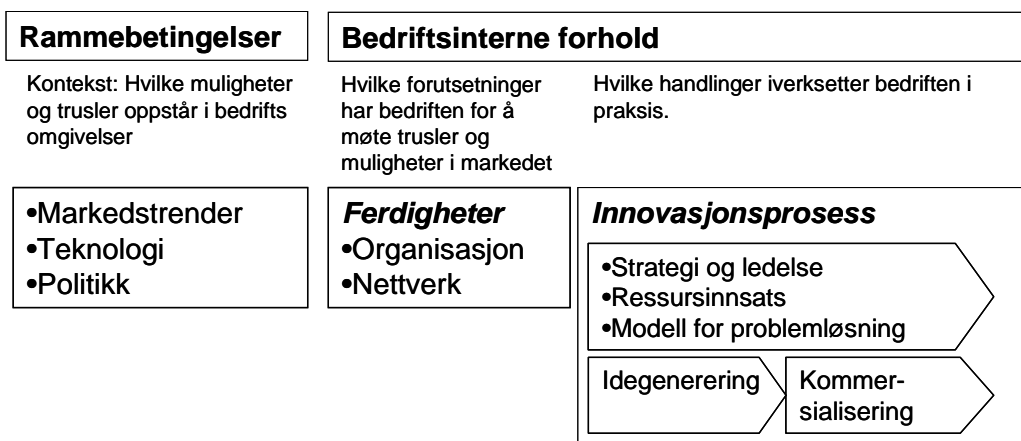 Rammebetingelser
Bedriftsinterne forhold
Kontekst: Hvilke muligheter
og trusler oppstår i bedrifts
omgivelser
Hvilke forutsetninger
har bedriften for å
møte trusler og
muligheter i markedet
Hvilke handlinger iverksetter bedriften i
praksis.
•Markedstrender
•Teknologi
•Politikk
Ferdigheter
•Organisasjon
•Nettverk
Innovasjonsprosess
•Strategi og ledelse
•Ressursinnsats
•Modell for problemløsning
Idegenerering
Kommer-
sialisering